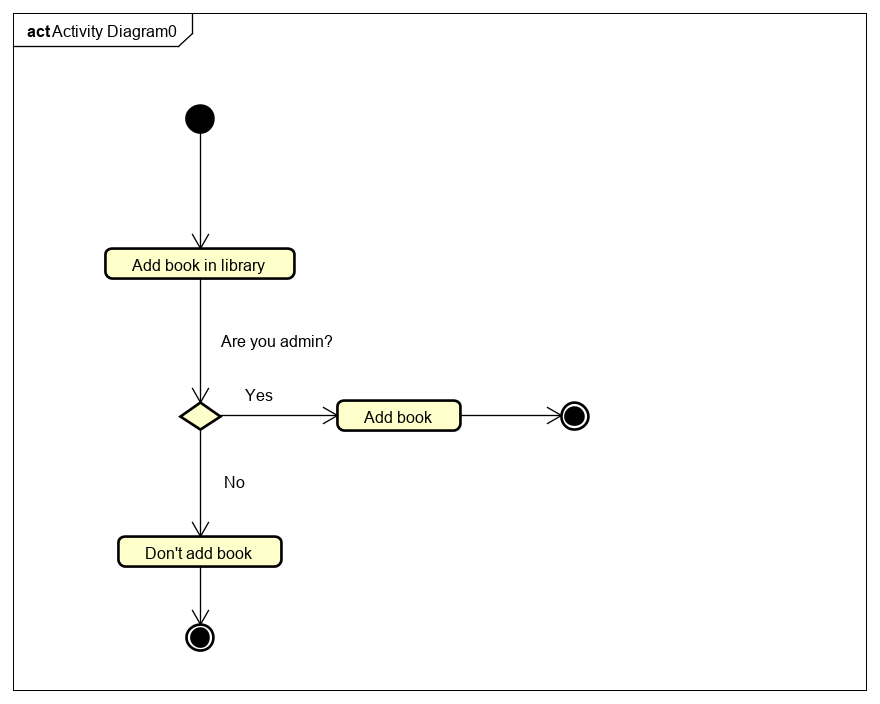 act Activity Diagram0
Add book in library
Are you admin?
Yes
Add book
No
Don't add book